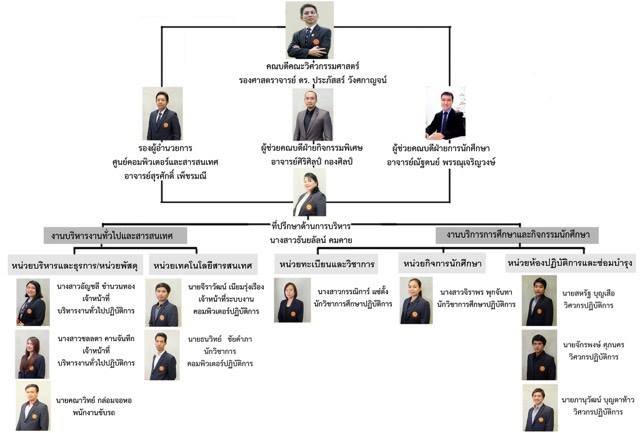 คณบดีคณะวิศวกรรมศาสตร์
รองศาสตราจารย์ ดร. ประภัสสร์ วังศกาญจน์
รองผู้อำนวยการ
ศูนย์คอมพิวเตอร์และสารสนเทศ
อาจารย์สุรศักดิ์ เพ็ชรมณี
ผู้ช่วยคณบดีฝ่ายกิจกรรมพิเศษ
อาจารย์ศิริศิลป์ กองศิลป์
ผู้ช่วยคณบดีฝ่ายการนักศึกษา
อาจารย์ณัฐดนย์ พรรณุเจริญวงษ์
ที่ปรึกษาด้านการบริหาร
นางสาวธันยลัลน์ คมคาย
งานบริหารงานทั่วไปและสารสนเทศ
งานบริการการศึกษาและกิจกรรมนักศึกษา
หน่วยบริหารและธุรการ/หน่วยพัสดุ
หน่วยเทคโนโลยีสารสนเทศ
หน่วยทะเบียนและวิชาการ
หน่วยกิจการนักศึกษา
หน่วยห้องปฏิบัติการและซ่อมบำรุง
นางสาวอัญชลี ชำนวนทอง
เจ้าหน้าที่
บริหารงานทั่วไปปฏิบัติการ
นายจิรวัฒน์ เนียมรุ่งเรือง
เจ้าหน้าที่ระบบงาน
คอมพิวเตอร์ปฏิบัติการ
นางสาวกรรณิการ์ แซ่ตั้ง
นักวิชาการศึกษาปฏิบัติการ
นางสาวจิราพร พุกจันทา
นักวิชาการศึกษาปฏิบัติการ
นายสหรัฐ บุญเสือ
วิศวกรปฏิบัติการ
นางสาวชลลดา คานจันทึก
เจ้าหน้าที่
บริหารงานทั่วไปปฏิบัติการ
นายธนวิทย์ ชัยคำภา
นักวิชาการ
คอมพิวเตอร์ปฏิบัติการ
นายจักรพงษ์ ศุภนคร
วิศวกรปฏิบัติการ
นายคณาวิทย์ กล่อมจอหอ
พนักงานขับรถ
นายภานุวัฒน์ บุญตาท้าว
วิศวกรปฏิบัติการ